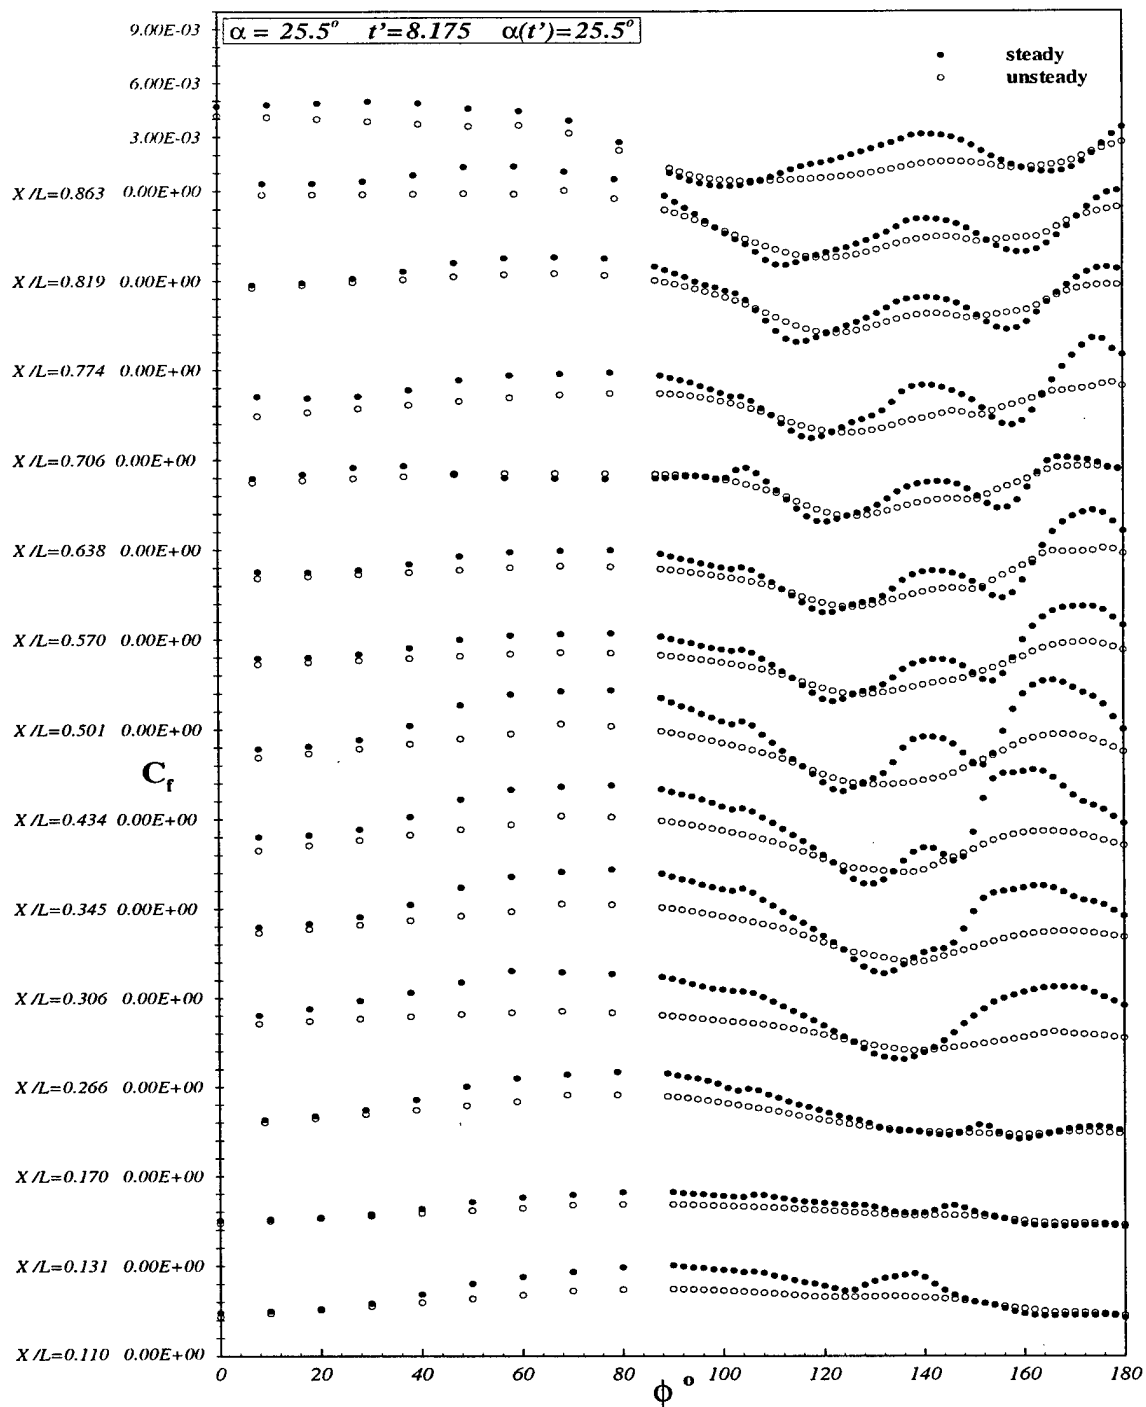 9.00E-03
α = 25.5° t'=8.175 α(t')=25.5°
steady
unsteady
6.00E-03
3.00E-03
X/L=0.863 0.00E+00
X/L=0.819 0.00E+00
X/L=0.774 0.00E+00
X/L=0.706 0.00E+00
X/L=0.638 0.00E+00
X/L=0.570 0.00E+00
X/L=0.501 0.00E+00
C_f
X/L=0.434 0.00E+00
X/L=0.345 0.00E+00
X/L=0.306 0.00E+00
X/L=0.266 0.00E+00
X/L=0.170 0.00E+00
X/L=0.131 0.00E+00
X/L=0.110 0.00E+00
0 20 40 60 80 100 120 140 160 180
ϕ°